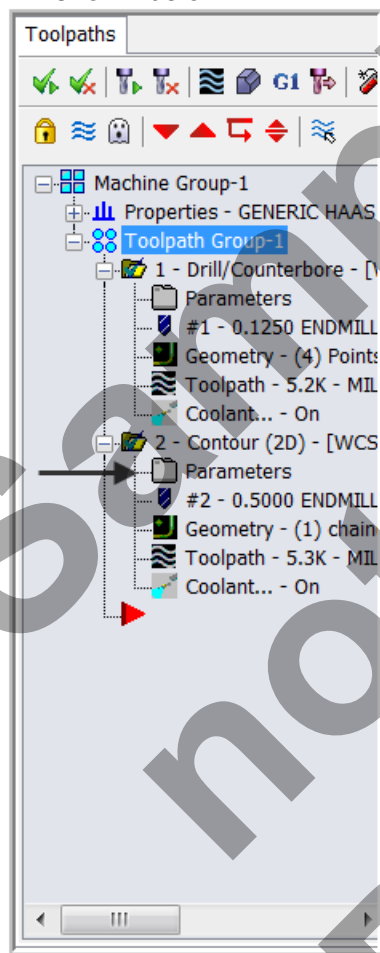 Toolpaths
G1
Machine Group-1
Properties - GENERIC HAAS
Toolpath Group-1
1 - Drill/Counterbore - [W
Parameters
#1 - 0.1250 ENDMILL
Geometry - (4) Points
Toolpath - 5.2K - MIL
Coolant... - On
2 - Contour (2D) - [WCS
Parameters
#2 - 0.5000 ENDMILL
Geometry - (1) chain
Toolpath - 5.3K - MIL
Coolant... - On